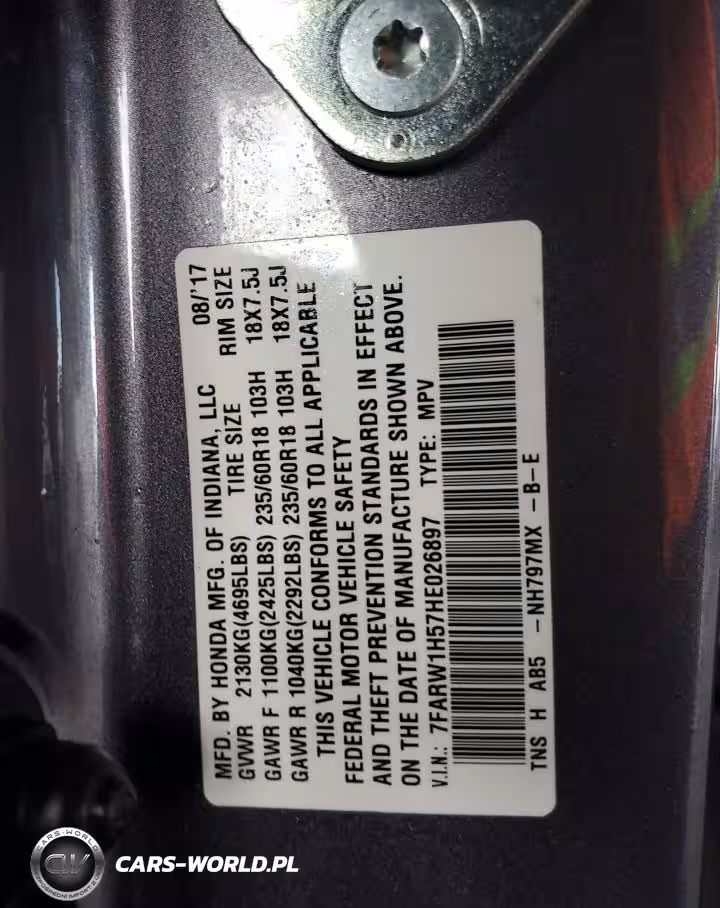 MFD. BY HONDA MFG. OF INDIANA, LLC 08/'17
GVWR 2130KG(4695LBS) TIRE SIZE RIM SIZE
GAWR F 1100KG(2425LBS) 235/60R18 103H 18X7.5J
GAWR R 1040KG(2292LBS) 235/60R18 103H 18X7.5J
THIS VEHICLE CONFORMS TO ALL APPLICABLE
FEDERAL MOTOR VEHICLE SAFETY
AND THEFT PREVENTION STANDARDS IN EFFECT
ON THE DATE OF MANUFACTURE SHOWN ABOVE.
V.I.N.: 7FARW1H57HE026897 TYPE: MPV
TNS H AB5 -NH797MX -B-E
CARS-WORLD
CW
CARS-WORLD.PL